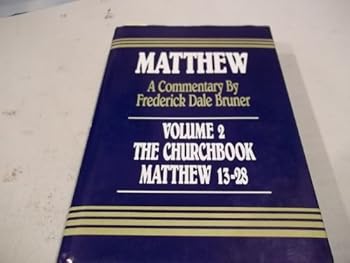 MATTHEW
A Commentary By
Frederick Dale Bruner
VOLUME 2
THE CHURCHBOOK
MATTHEW 13-28